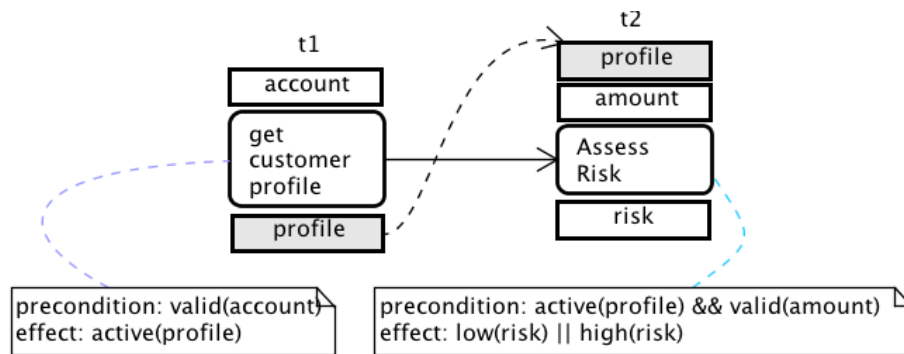 t1
account
get
customer
profile
profile
t2
profile
amount
Assess
Risk
risk
precondition: valid(account)
effect: active(profile)
precondition: active(profile) && valid(amount)
effect: low(risk) || high(risk)